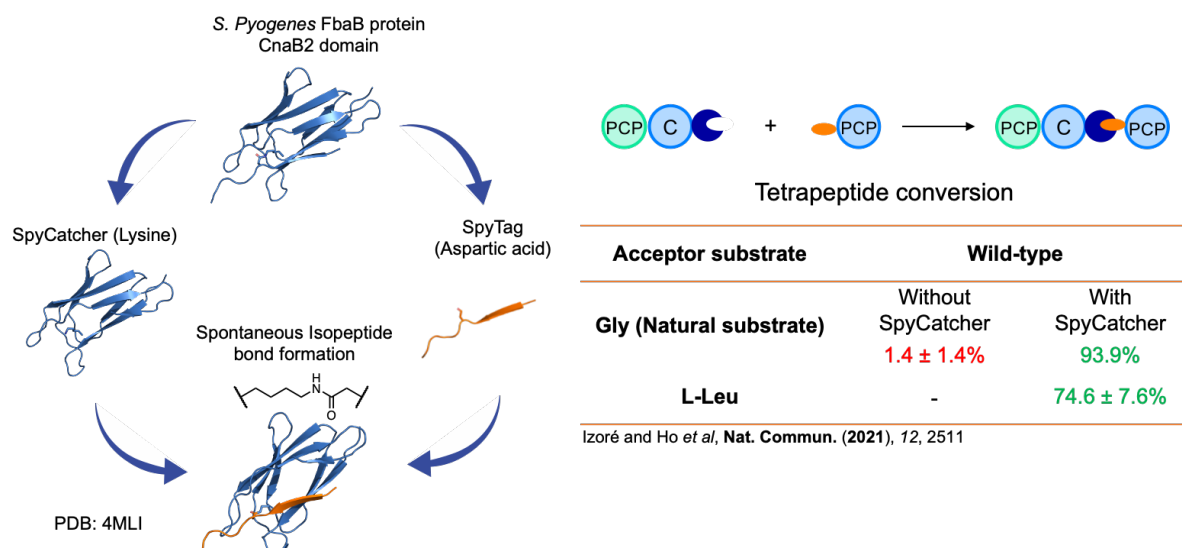 S. Pyogenes FbaB protein
CnaB2 domain
SpyCatcher (Lysine)
SpyTag
(Aspartic acid)
Spontaneous Isopeptide
bond formation
H
N
O
PDB: 4MLI
PCP C + PCP PCP C PCP
Tetrapeptide conversion
Acceptor substrate Wild-type
Gly (Natural substrate)
Without
SpyCatcher
1.4 ± 1.4%
With
SpyCatcher
93.9%
L-Leu - 74.6 ± 7.6%
Izoré and Ho et al, Nat. Commun. (2021), 12, 2511